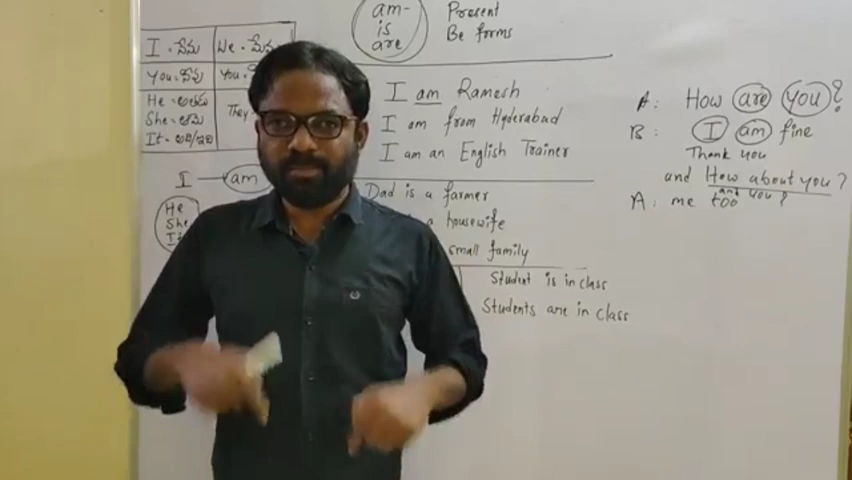 am-
is
are
Present
Be forms
I - నేను
We - మేము
You - నీవు
You -
He - అతడు
She - ఆమె
It - అది/ఇది
They
I am Ramesh
I am from Hyderabad
I am an English Trainer
I → am
He
She
It
Dad is a farmer
a housewife
small family
Student is in class
Students are in class
A: How are you?
B: I am fine
Thank you
and How about you?
and you?
A: me too